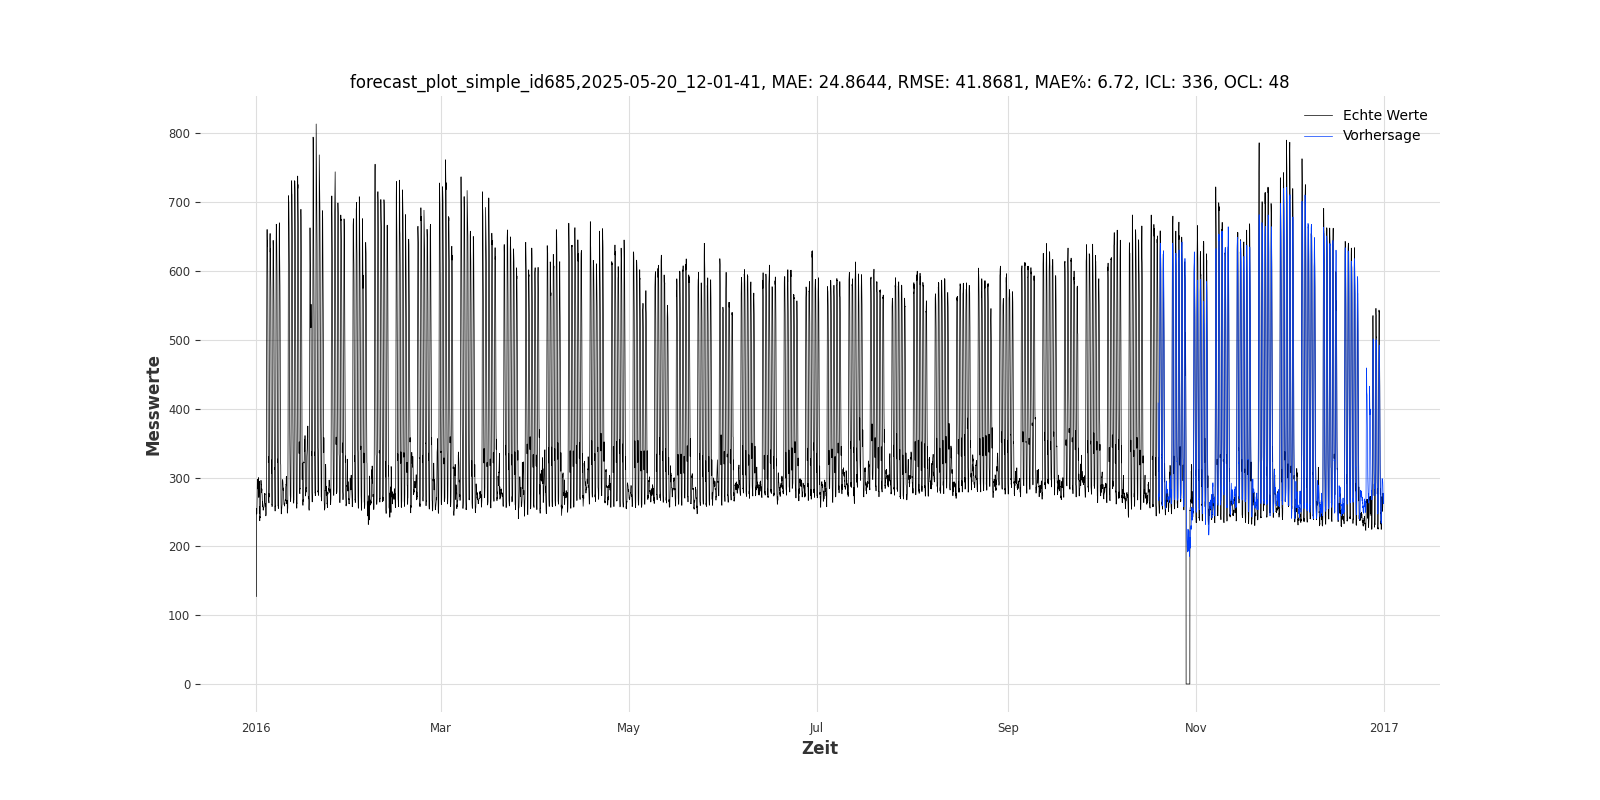 forecast_plot_simple_id685,2025-05-20_12-01-41, MAE: 24.8644, RMSE: 41.8681, MAE%: 6.72, ICL: 336, OCL: 48
Echte Werte
Vorhersage
800
700
600
500
400
300
200
100
0
Messwerte
2016
Mar
May
Jul
Sep
Nov
2017
Zeit